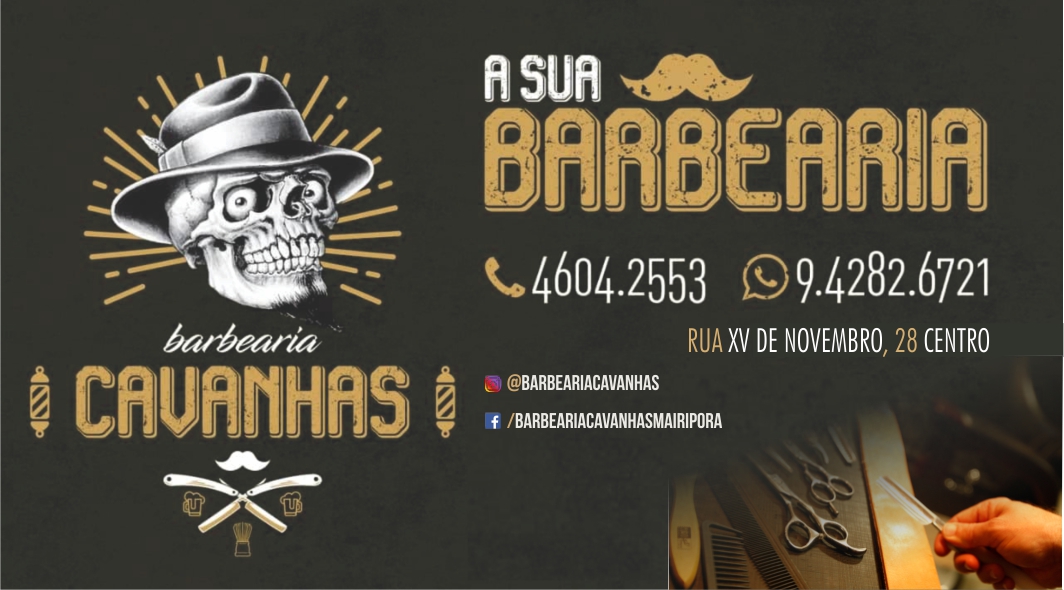 A SUA
BARBEARIA
4604.2553 9.4282.6721
RUA XV DE NOVEMBRO, 28 CENTRO
@BARBEARIACAVANHAS
/BARBEARIACAVANHASMAIRIPORA
barbearia
CAVANHAS